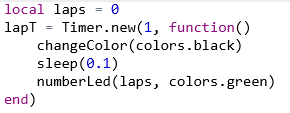 local laps = 0
lapT = Timer.new(1, function()
    changeColor(colors.black)
    sleep(0.1)
    numberLed(laps, colors.green)
end)